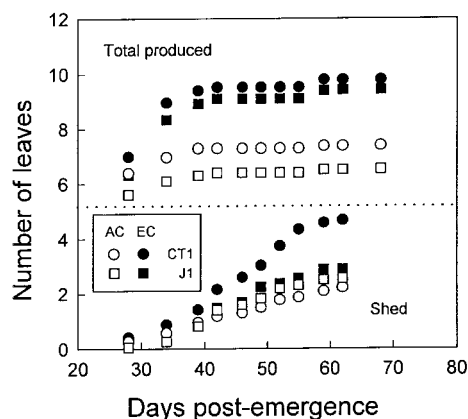 Number of leaves
12
10
8
6
4
2
0
Total produced
AC EC
CT1
J1
Shed
20 30 40 50 60 70 80
Days post-emergence